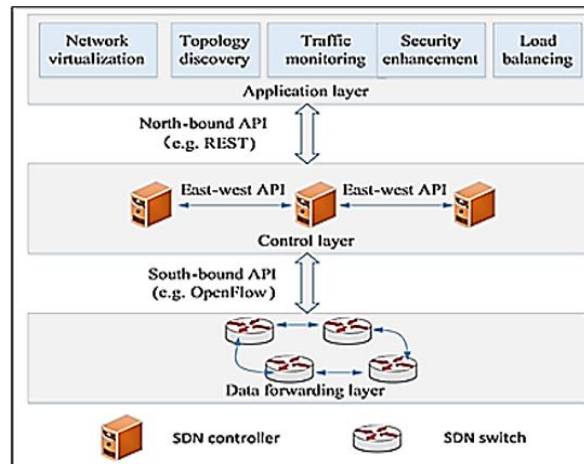 Network virtualization
Topology discovery
Traffic monitoring
Security enhancement
Load balancing
Application layer
North-bound API
(e.g. REST)
East-west API
East-west API
Control layer
South-bound API
(e.g. OpenFlow)
Data forwarding layer
SDN controller
SDN switch